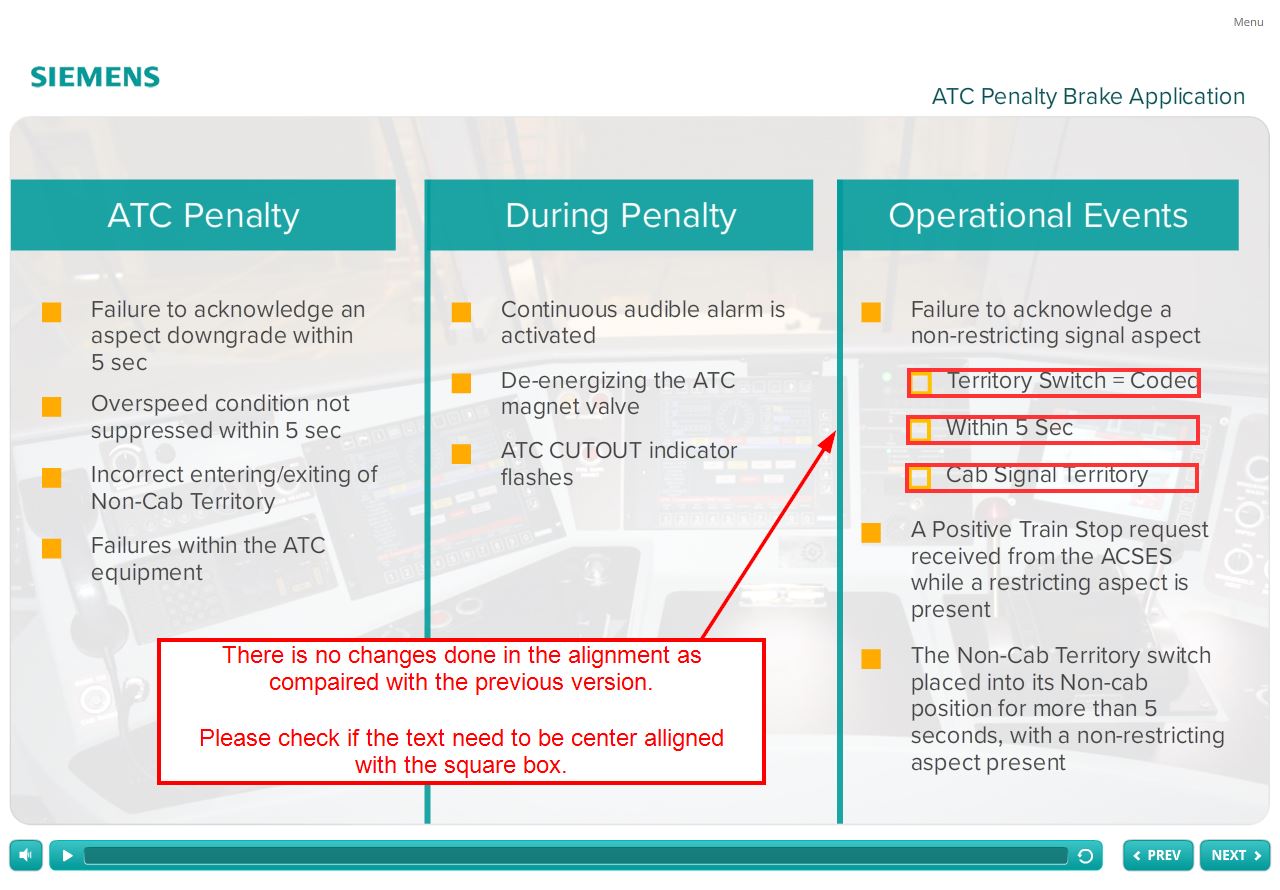 Menu
SIEMENS
ATC Penalty Brake Application
ATC Penalty
Failure to acknowledge an
aspect downgrade within
5 sec
Overspeed condition not
suppressed within 5 sec
Incorrect entering/exiting of
Non-Cab Territory
Failures within the ATC
equipment
During Penalty
Continuous audible alarm is
activated
De-energizing the ATC
magnet valve
ATC CUTOUT indicator
flashes
Operational Events
Failure to acknowledge a
non-restricting signal aspect
Territory Switch = Coded
Within 5 Sec
Cab Signal Territory
A Positive Train Stop request
received from the ACSES
while a restricting aspect is
present
The Non-Cab Territory switch
placed into its Non-cab
position for more than 5
seconds, with a non-restricting
aspect present
There is no changes done in the alignment as
compaired with the previous version.
Please check if the text need to be center alligned
with the square box.
PREV
NEXT